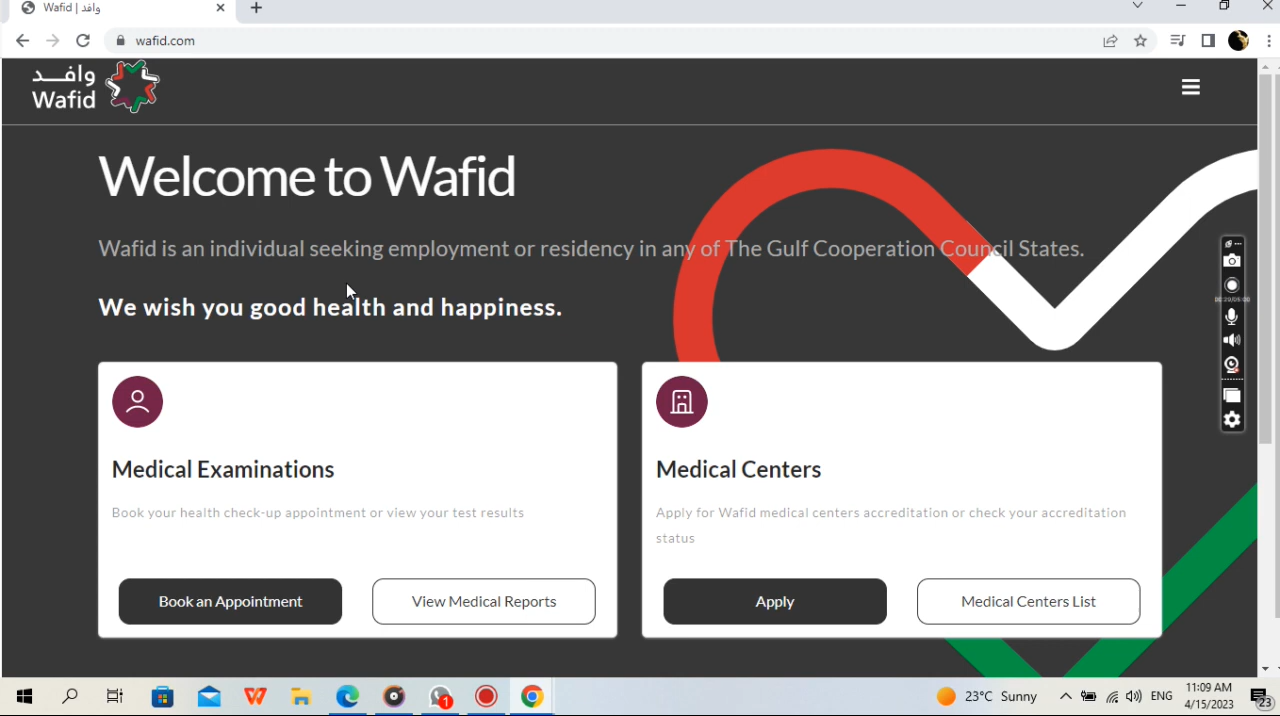 Wafid | وافد
wafid.com
وافــد
Wafid
Welcome to Wafid
Wafid is an individual seeking employment or residency in any of The Gulf Cooperation Council States.
We wish you good health and happiness.
Medical Examinations
Book your health check-up appointment or view your test results
Book an Appointment
View Medical Reports
Medical Centers
Apply for Wafid medical centers accreditation or check your accreditation
status
Apply
Medical Centers List
1
23°C Sunny
ENG
11:09 AM
4/15/2023
23